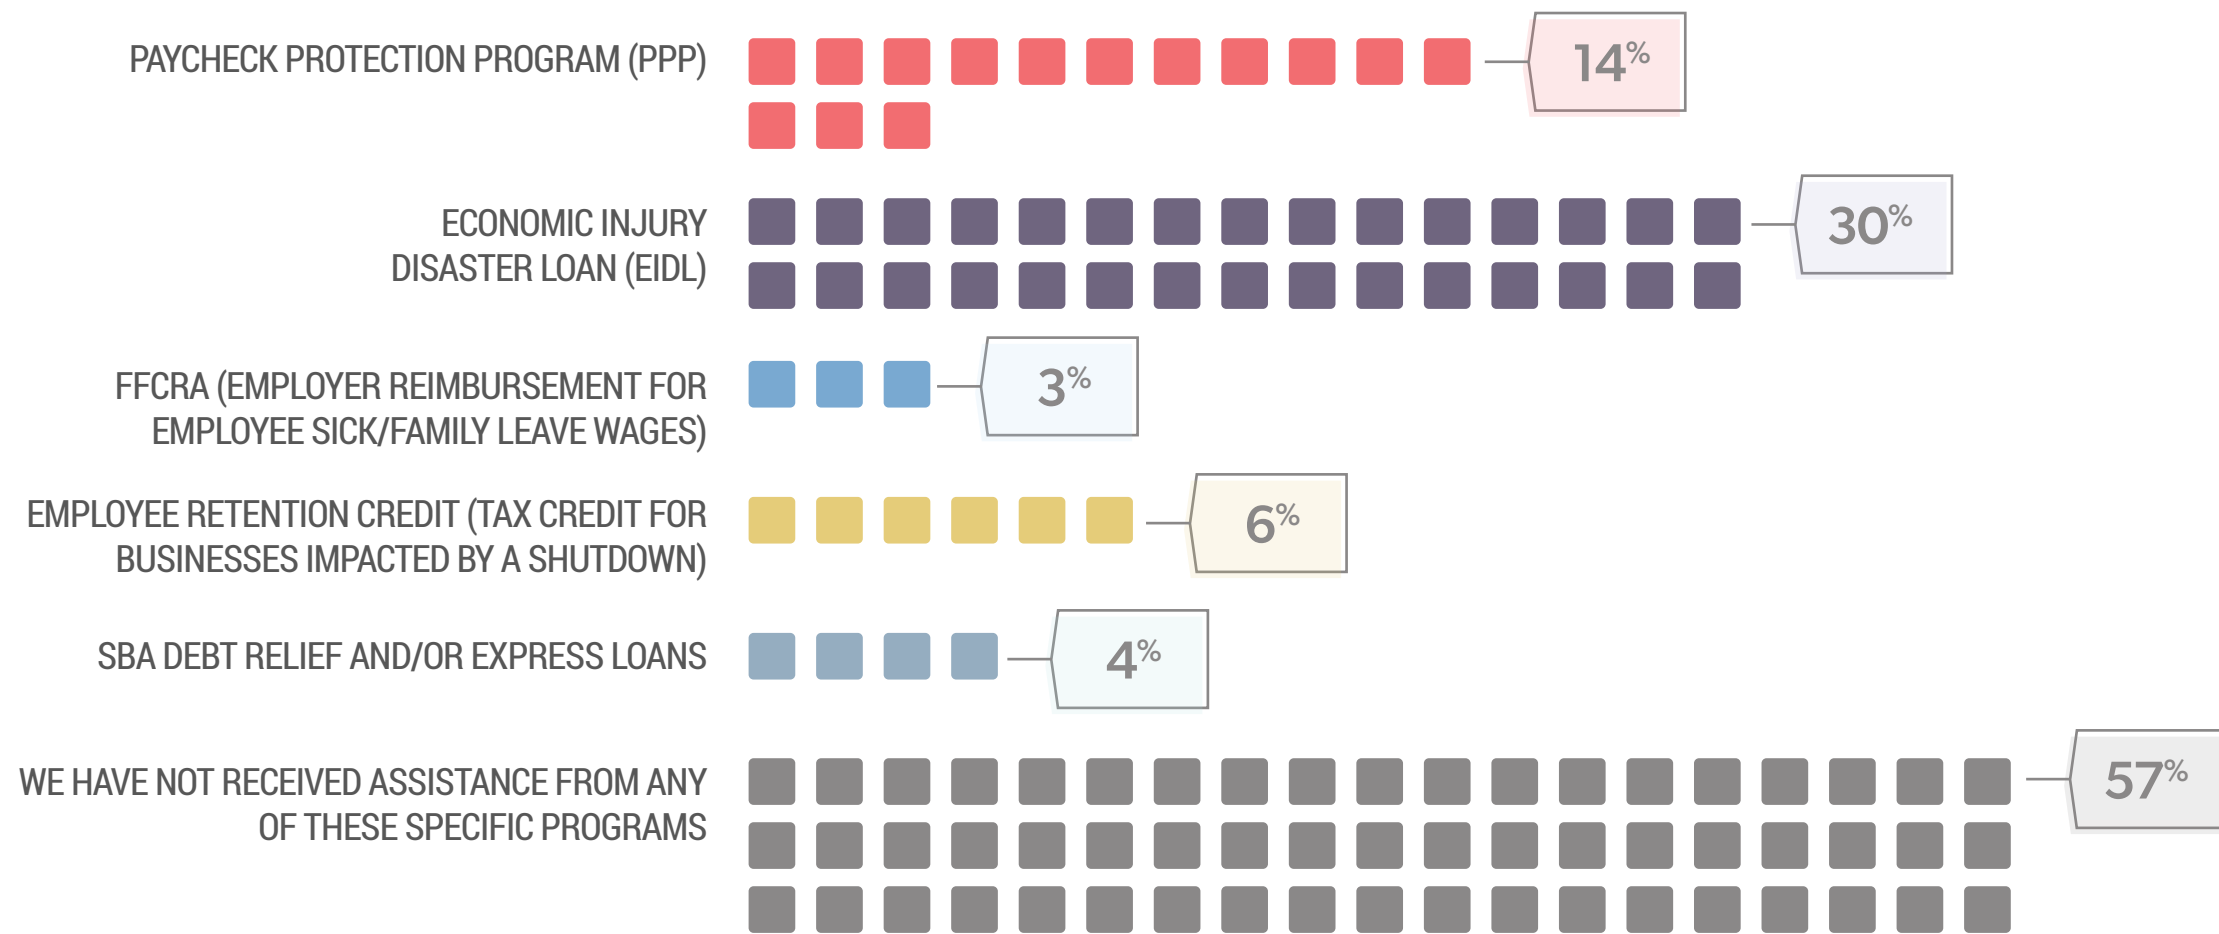 PAYCHECK PROTECTION PROGRAM (PPP)
14%
ECONOMIC INJURY
DISASTER LOAN (EIDL)
30%
FFCRA (EMPLOYER REIMBURSEMENT FOR
EMPLOYEE SICK/FAMILY LEAVE WAGES)
3%
EMPLOYEE RETENTION CREDIT (TAX CREDIT FOR
BUSINESSES IMPACTED BY A SHUTDOWN)
6%
SBA DEBT RELIEF AND/OR EXPRESS LOANS
4%
WE HAVE NOT RECEIVED ASSISTANCE FROM ANY
OF THESE SPECIFIC PROGRAMS
57%